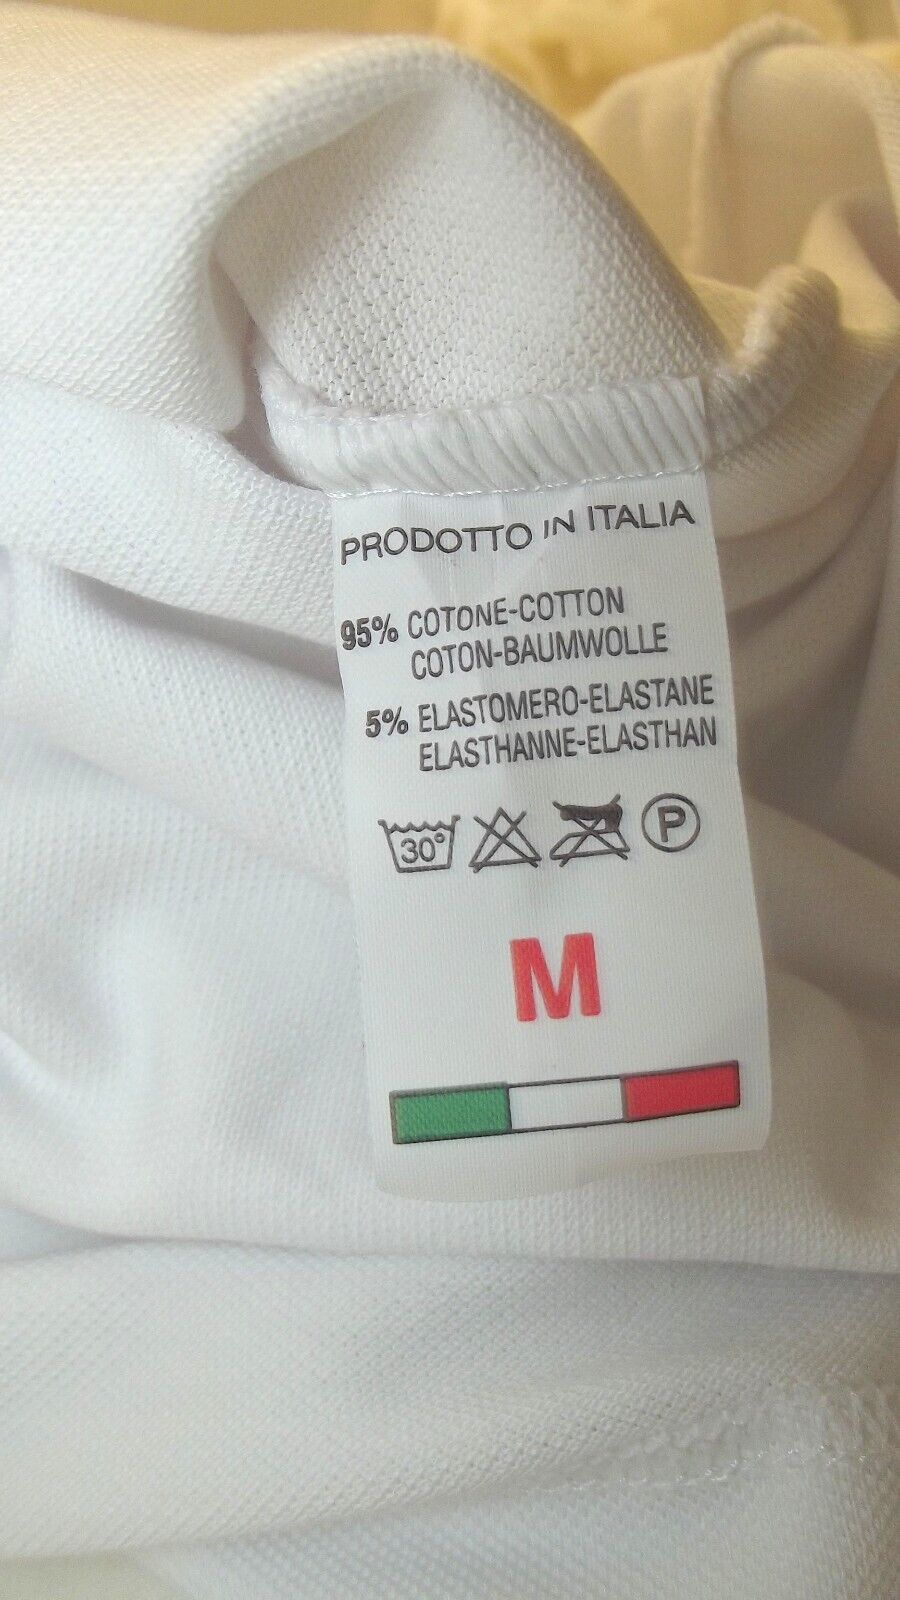 PRODOTTO IN ITALIA
95% COTONE-COTTON
COTON-BAUMWOLLE
5% ELASTOMERO-ELASTANE
ELASTHANNE-ELASTHAN
30° P
M